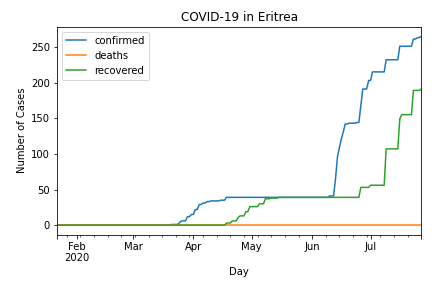 COVID-19 in Eritrea
confirmed
deaths
recovered
Number of Cases
250
200
150
100
50
0
Feb
2020
Mar
Apr
May
Jun
Jul
Day